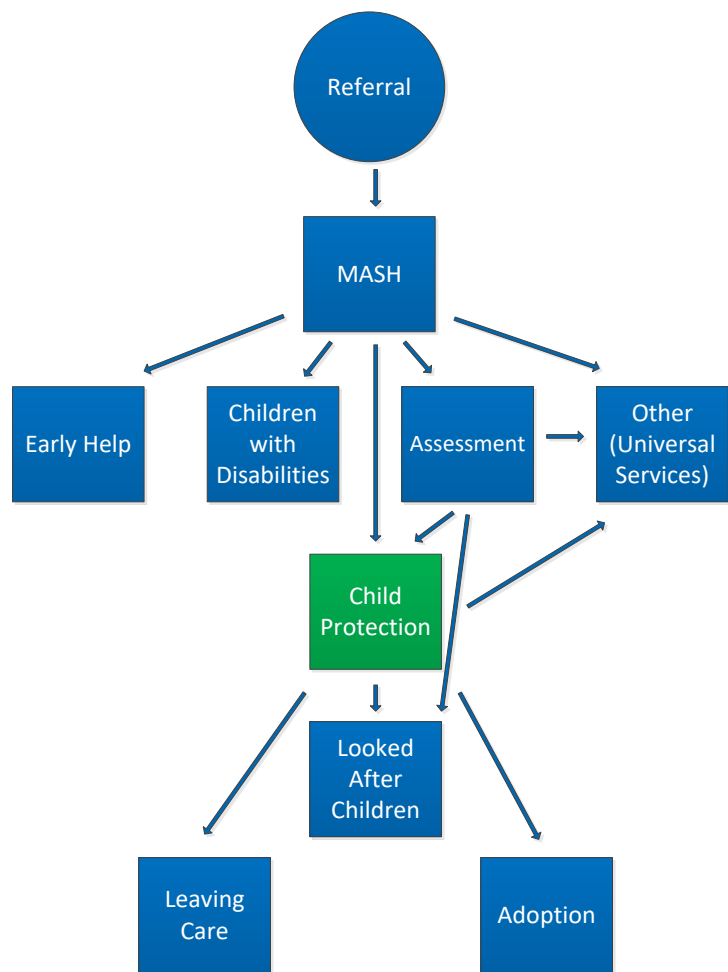 Referral
MASH
Early Help
Children
with
Disabilities
Assessment
Other
(Universal
Services)
Child
Protection
Looked
After
Children
Leaving
Care
Adoption